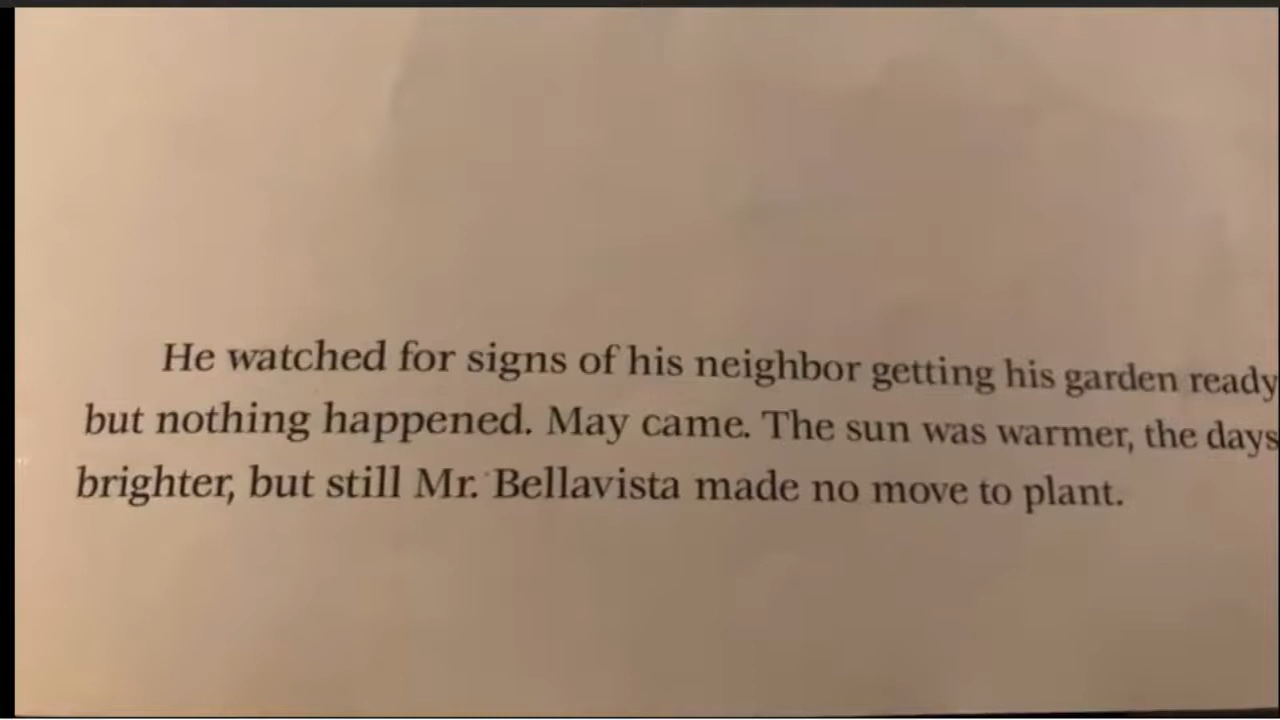 He watched for signs of his neighbor getting his garden ready
but nothing happened. May came. The sun was warmer, the days
brighter, but still Mr. Bellavista made no move to plant.